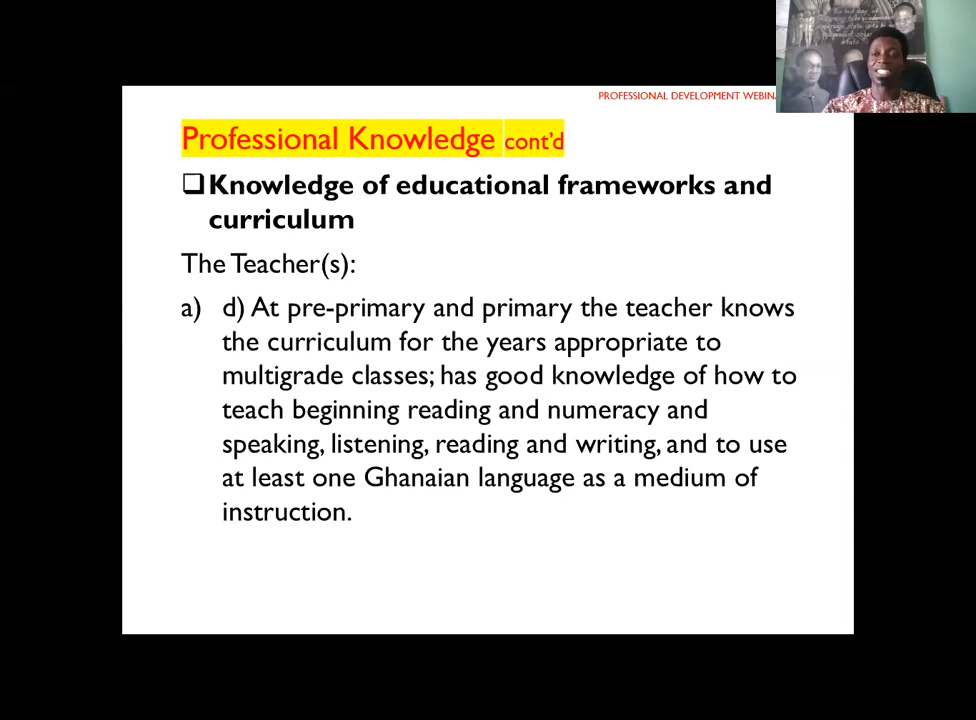 PROFESSIONAL DEVELOPMENT
Professional Knowledge cont'd
❑Knowledge of educational frameworks and
curriculum
The Teacher(s):
a) d) At pre-primary and primary the teacher knows
the curriculum for the years appropriate to
multigrade classes; has good knowledge of how to
teach beginning reading and numeracy and
speaking, listening, reading and writing, and to use
at least one Ghanaian language as a medium of
instruction.